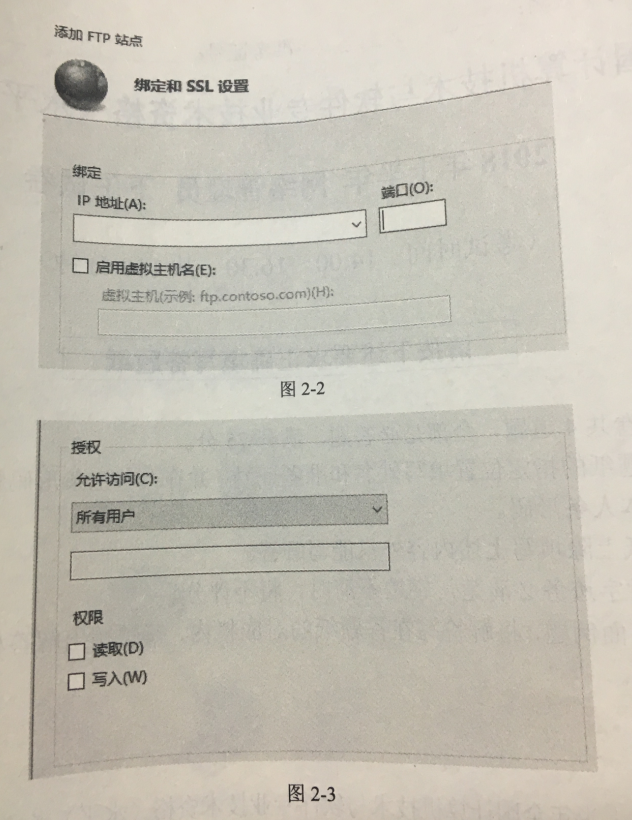 添加 FTP 站点
绑定和 SSL 设置
绑定
IP 地址(A):
端口(O):
启用虚拟主机名(E):
虚拟主机(示例: ftp.contoso.com)(H):
图 2-2
授权
允许访问(C):
所有用户
权限
读取(D)
写入(W)
图 2-3